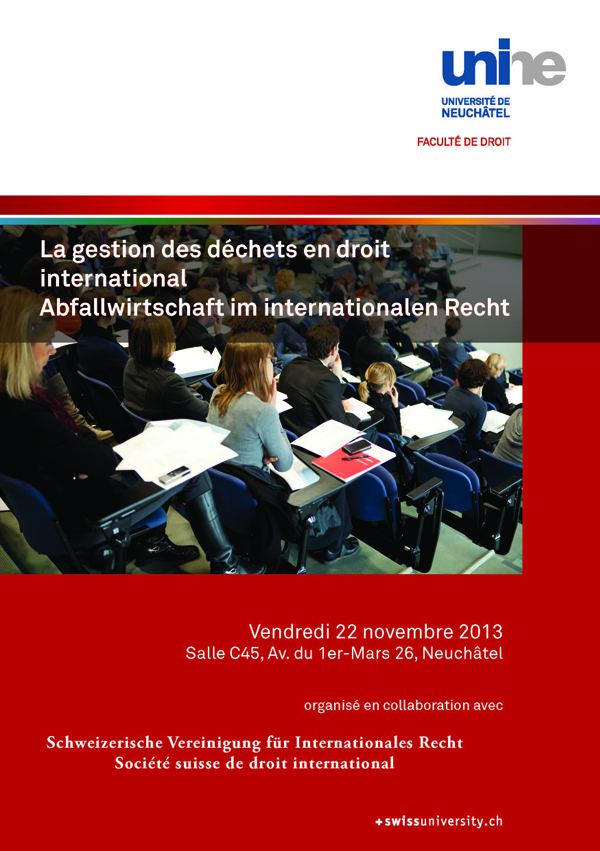 unine
UNIVERSITÉ DE
NEUCHÂTEL
FACULTÉ DE DROIT
La gestion des déchets en droit
international
Abfallwirtschaft im internationalen Recht
Vendredi 22 novembre 2013
Salle C45, Av. du 1er-Mars 26, Neuchâtel
organisé en collaboration avec
Schweizerische Vereinigung für Internationales Recht
Société suisse de droit international
+swissuniversity.ch